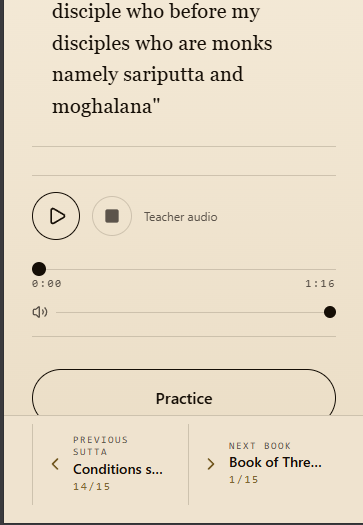 disciple who before my
disciples who are monks
namely sariputta and
moghalana"
Teacher audio
0:00
1:16
Practice
PREVIOUS
SUTTA
Conditions s...
14/15
NEXT BOOK
Book of Thre...
1/15